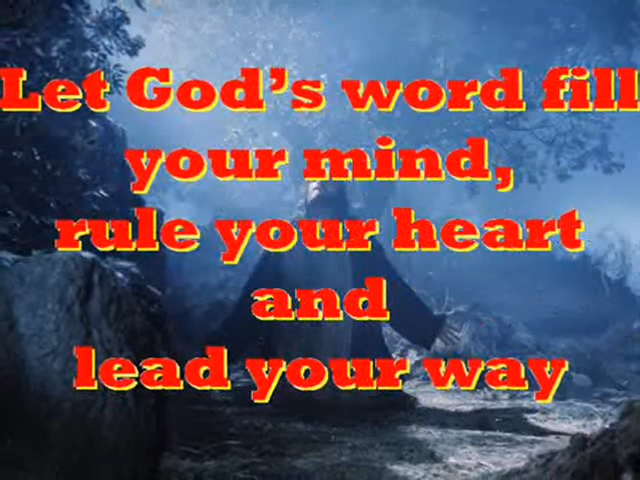 Let God’s word fill
your mind,
rule your heart
and
lead your way